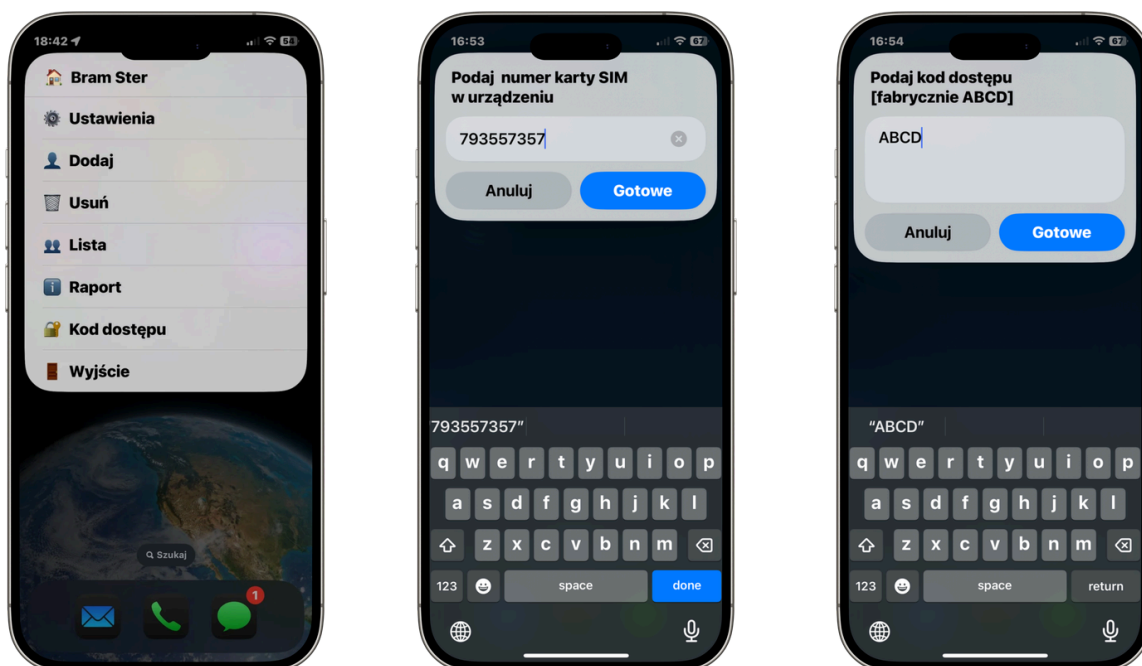 18:42
54
Bram Ster
Ustawienia
Dodaj
Usuń
Lista
Raport
Kod dostępu
Wyjście
Szukaj
1
16:53
67
Podaj numer karty SIM
w urządzeniu
793557357
Anuluj
Gotowe
793557357"
q w e r t y u i o p
a s d f g h j k l
z x c v b n m
123
space
done
16:54
67
Podaj kod dostępu
[fabrycznie ABCD]
ABCD
Anuluj
Gotowe
"ABCD"
q w e r t y u i o p
a s d f g h j k l
z x c v b n m
123
space
return